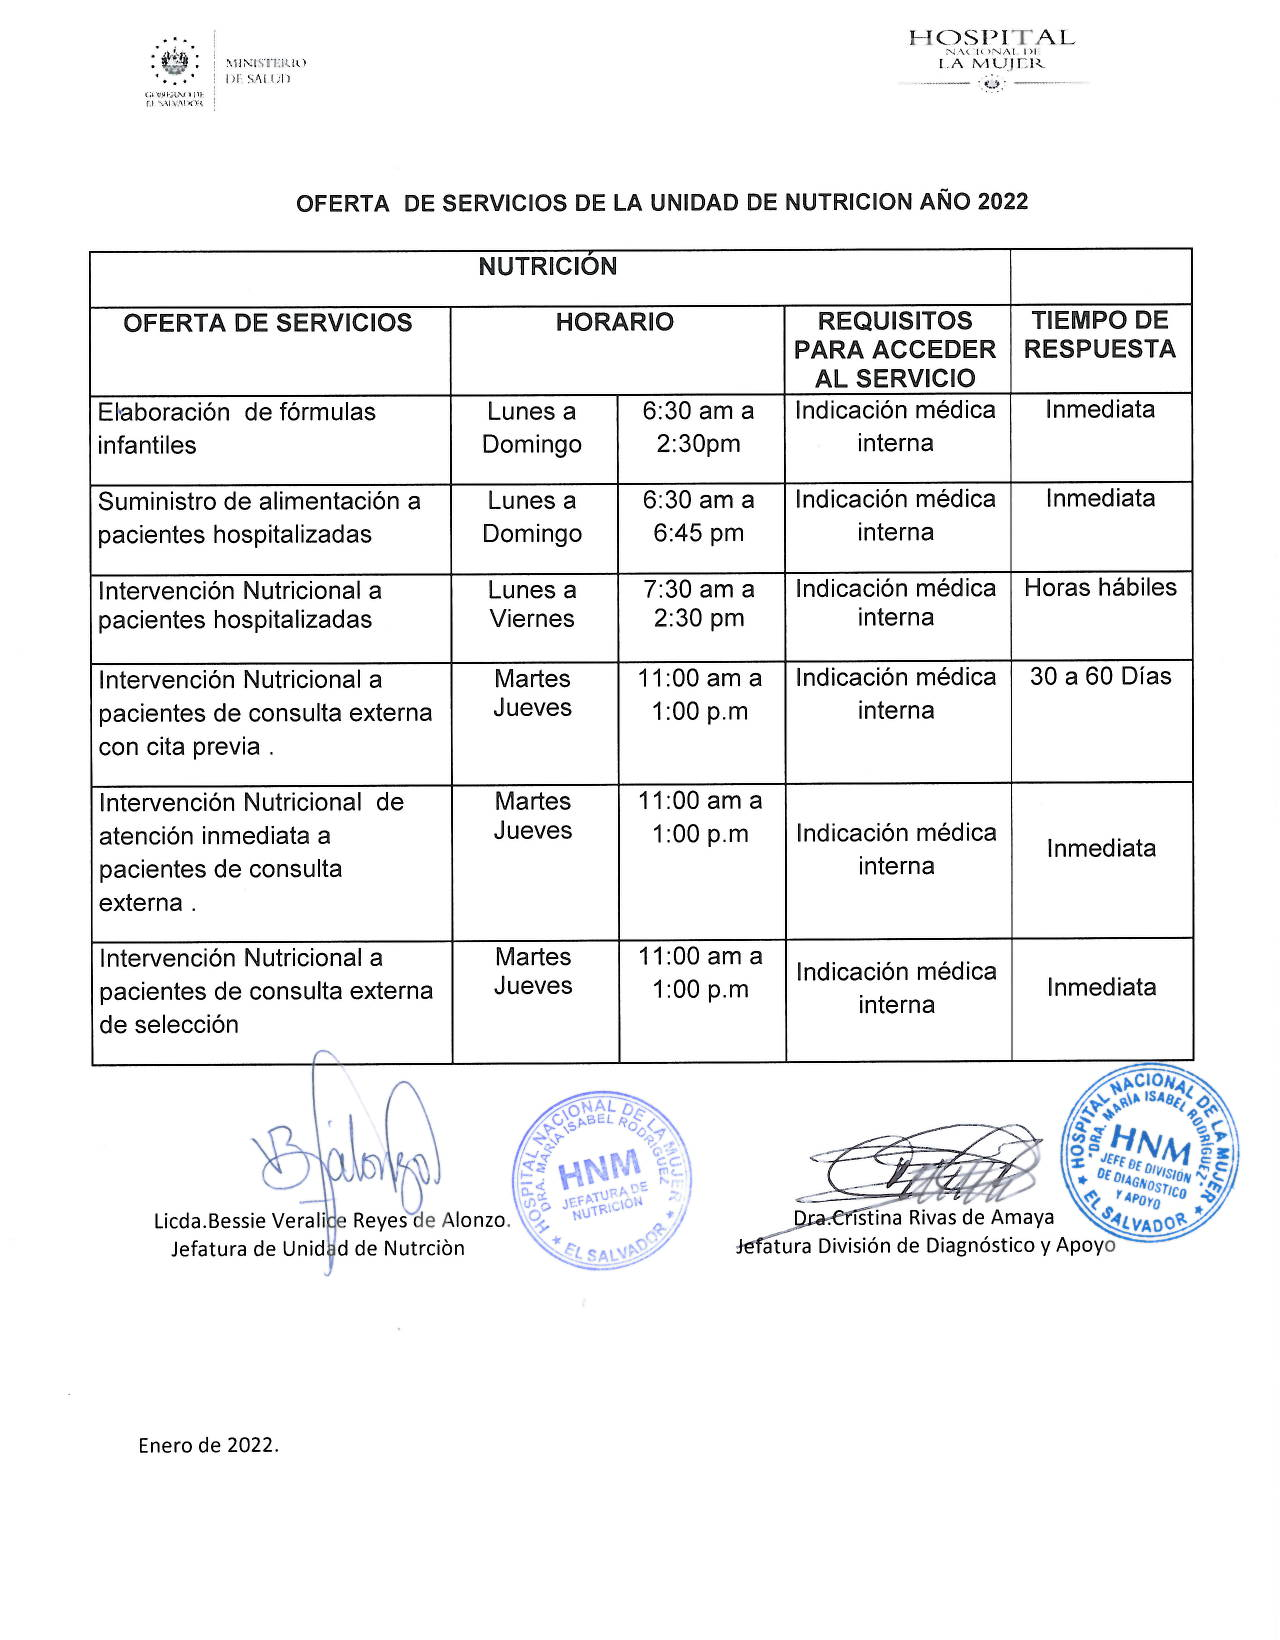 GOBIERNO DE
EL SALVADOR
MINISTERIO
DE SALUD
HOSPITAL
NACIONAL DE
LA MUJER
OFERTA DE SERVICIOS DE LA UNIDAD DE NUTRICION AÑO 2022
NUTRICIÓN
OFERTA DE SERVICIOS
HORARIO
REQUISITOS
PARA ACCEDER
AL SERVICIO
TIEMPO DE
RESPUESTA
Elaboración de fórmulas
infantiles
Lunes a
Domingo
6:30 am a
2:30pm
Indicación médica
interna
Inmediata
Suministro de alimentación a
pacientes hospitalizadas
Lunes a
Domingo
6:30 am a
6:45 pm
Indicación médica
interna
Inmediata
Intervención Nutricional a
pacientes hospitalizadas
Lunes a
Viernes
7:30 am a
2:30 pm
Indicación médica
interna
Horas hábiles
Intervención Nutricional a
pacientes de consulta externa
con cita previa .
Martes
Jueves
11:00 am a
1:00 p.m
Indicación médica
interna
30 a 60 Días
Intervención Nutricional de
atención inmediata a
pacientes de consulta
externa .
Martes
Jueves
11:00 am a
1:00 p.m
Indicación médica
interna
Inmediata
Intervención Nutricional a
pacientes de consulta externa
de selección
Martes
Jueves
11:00 am a
1:00 p.m
Indicación médica
interna
Inmediata
Licda.Bessie Veralice Reyes de Alonzo.
Jefatura de Unidad de Nutrciòn
HOSPITAL NACIONAL DE LA MUJER
DRA. MARÍA ISABEL RODRÍGUEZ
HNM
JEFATURA DE
NUTRICION
EL SALVADOR
Dra.Cristina Rivas de Amaya
Jefatura División de Diagnóstico y Apoyo
HOSPITAL NACIONAL DE LA MUJER
"DRA. MARÍA ISABEL RODRÍGUEZ"
HNM
JEFE DE DIVISIÓN
DE DIAGNOSTICO
Y APOYO
EL SALVADOR
Enero de 2022.